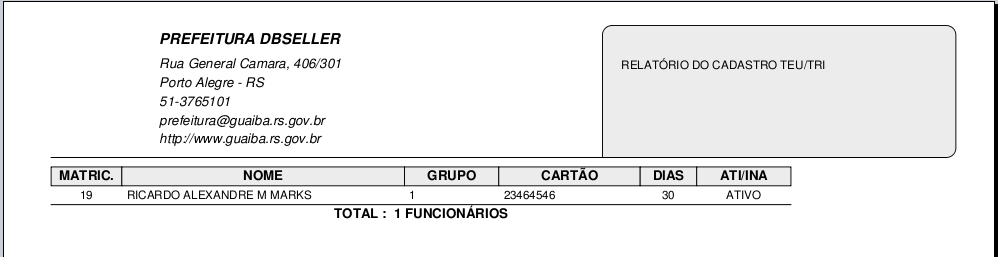 PREFEITURA DBSELLER
Rua General Camara, 406/301
Porto Alegre - RS
51-3765101
prefeitura@guaiba.rs.gov.br
http://www.guaiba.rs.gov.br
RELATÓRIO DO CADASTRO TEU/TRI
MATRIC. NOME GRUPO CARTÃO DIAS ATI/INA
19 RICARDO ALEXANDRE M MARKS 1 23464546 30 ATIVO
TOTAL : 1 FUNCIONÁRIOS